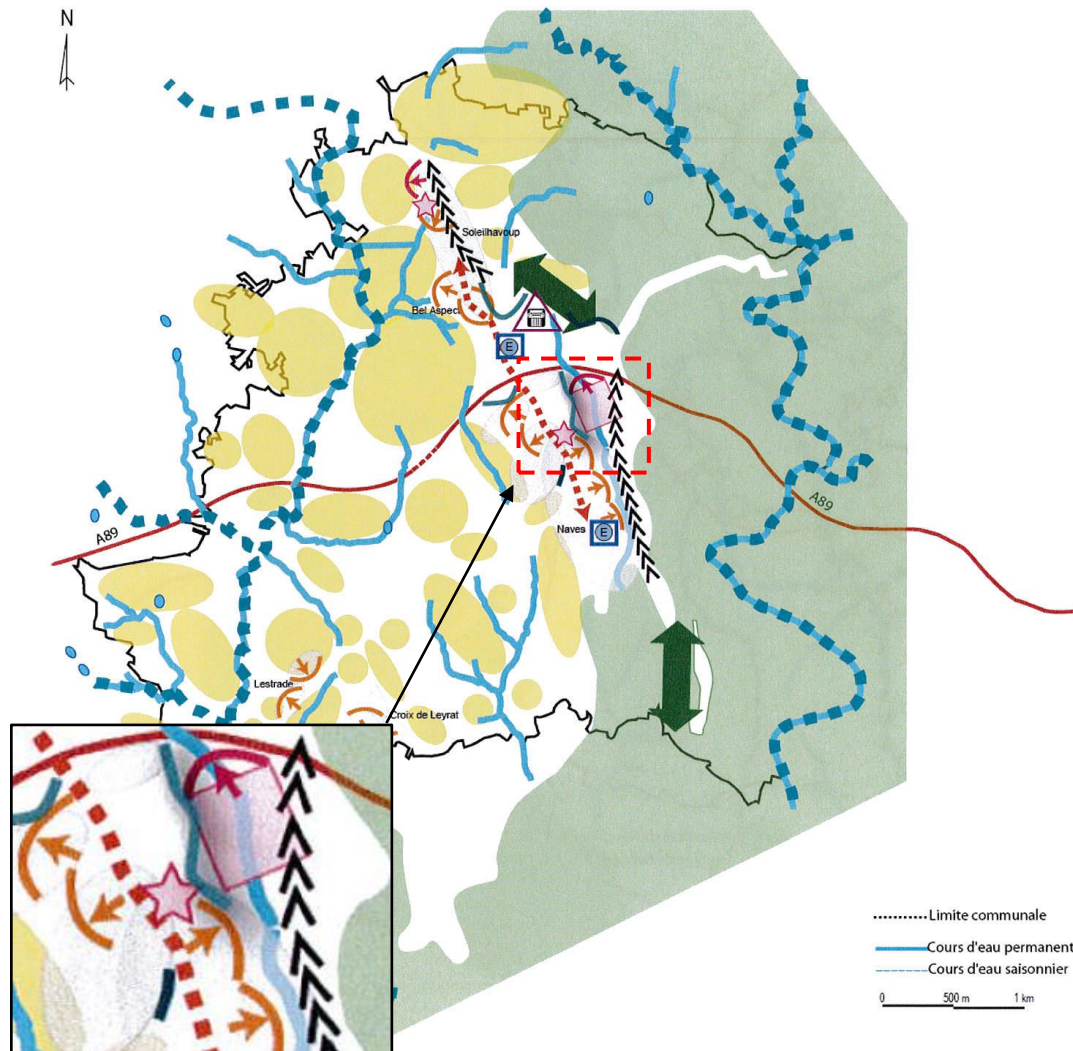 N
Soleilhavoup
Bel Aspect
E
A89
Naves
E
A89
Lestrade
Croix de Leyrat
Limite communale
Cours d'eau permanent
Cours d'eau saisonnier
0 500 m 1 km